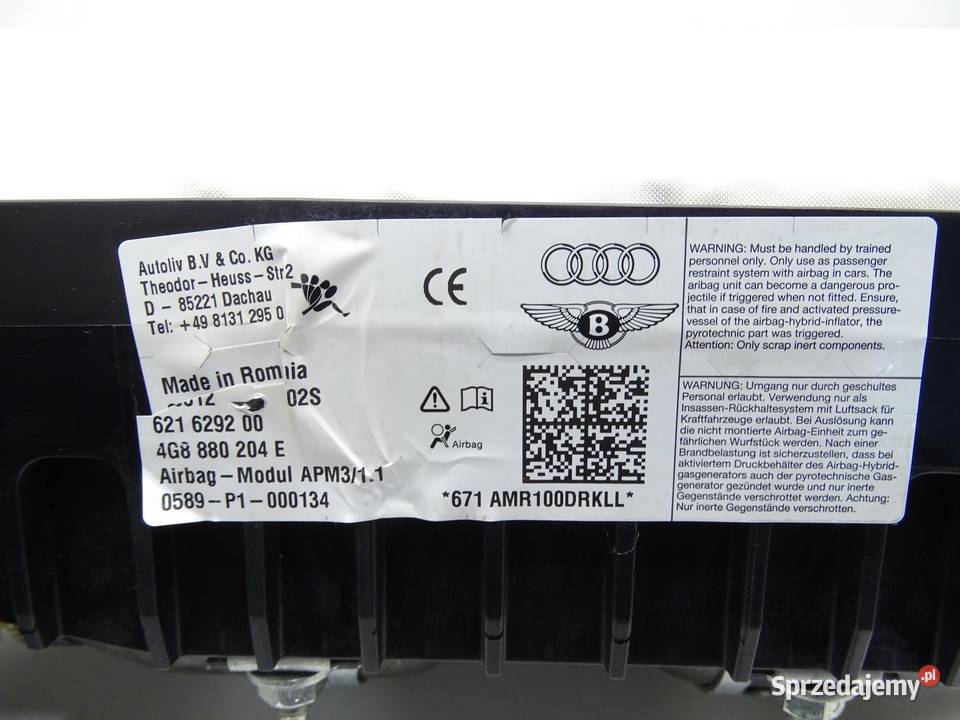 Autoliv B.V & Co. KG
Theodor-Heuss-Str2
D - 85221 Dachau
Tel: +49 8131 295 0
Made in
02S
621 6292 00
4G8 880 204 E
Airbag-Modul APM3/1.1
0589-P1-000134
CE
Airbag
B
*671 AMR100DRKLL*
WARNING: Must be handled by trained
personnel only. Only use as passenger
restraint system with airbag in cars. The
aribag unit can become a dangerous pro-
jectile if triggered when not fitted. Ensure,
that in case of fire and activated pressure-
vessel of the airbag-hybrid-inflator, the
pyrotechnic part was triggered.
Attention: Only scrap inert components.
WARNUNG: Umgang nur durch geschultes
Personal erlaubt. Verwendung nur als
Insassen-Rückhaltesystem mit Luftsack für
Kraftfahrzeuge erlaubt. Bei Auslösung kann
die nicht montierte Airbag-Einheit zum ge-
fährlichen Wurfstück werden. Nach einer
Brandbelastung ist sicherzustellen, dass bei
aktiviertem Druckbehälter des Airbag-Hybrid-
gasgenerators auch der pyrotechnische Gas-
generator gezündet wurde und nur inerte
Gegenstände verschrottet werden. Achtung:
Nur inerte Gegenstände verschrotten.
Sprzedajemy.pl